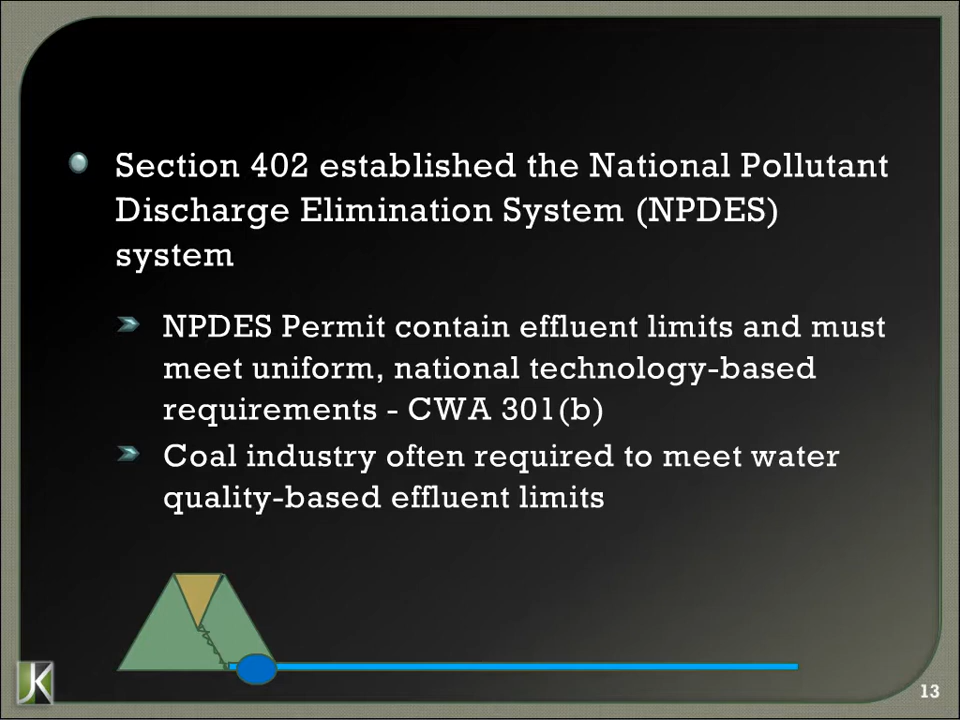 Section 402 established the National Pollutant
Discharge Elimination System (NPDES)
system
NPDES Permit contain effluent limits and must
meet uniform, national technology-based
requirements - CWA 301(b)
Coal industry often required to meet water
quality-based effluent limits
JK
13